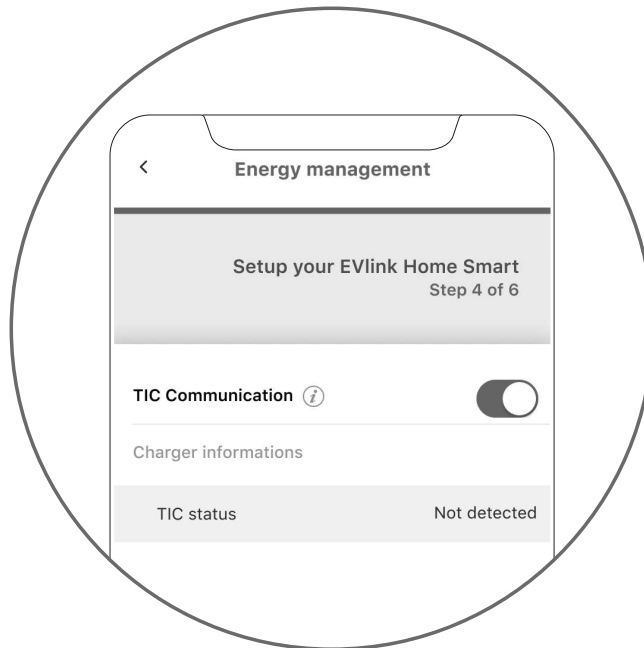 Energy management
Setup your EVlink Home Smart
Step 4 of 6
TIC Communication i
Charger informations
TIC status Not detected